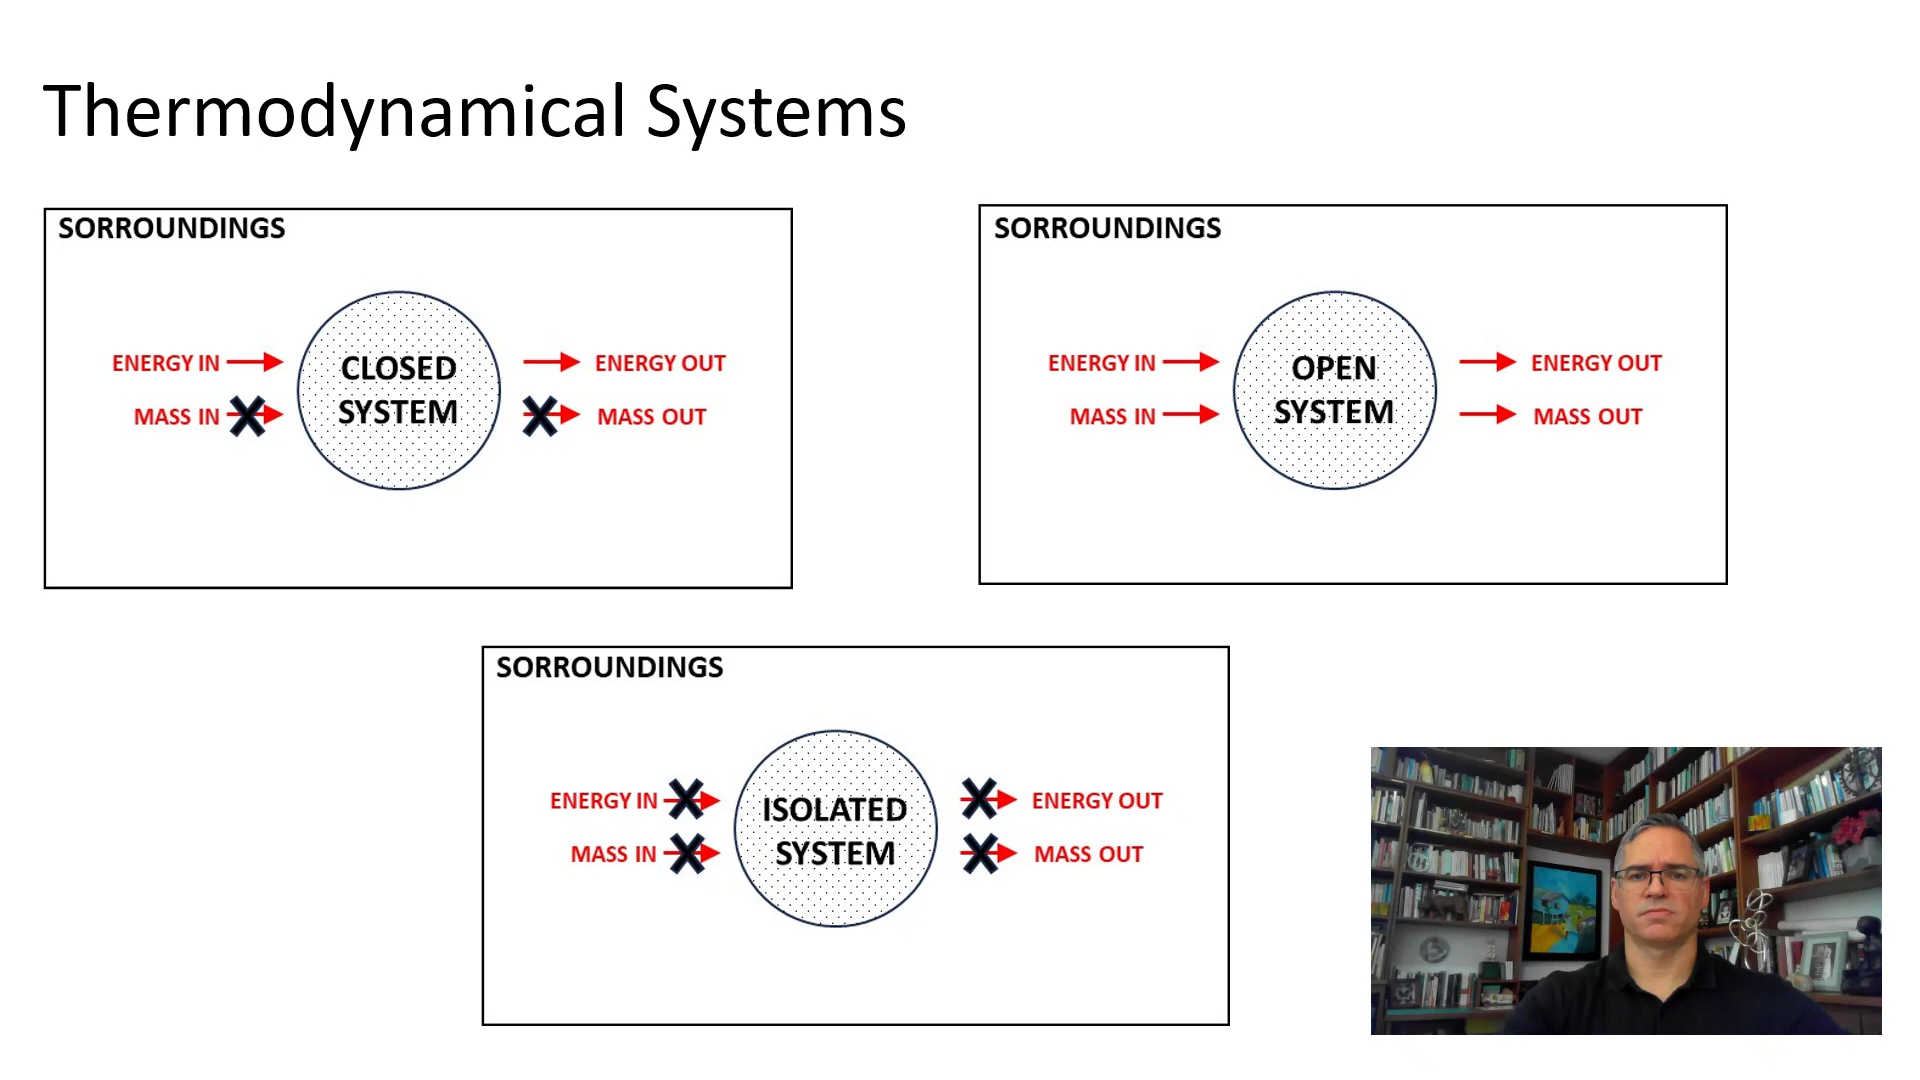 Thermodynamical Systems
SORROUNDINGS
ENERGY IN
MASS IN
CLOSED
SYSTEM
ENERGY OUT
MASS OUT
SORROUNDINGS
ENERGY IN
MASS IN
OPEN
SYSTEM
ENERGY OUT
MASS OUT
SORROUNDINGS
ENERGY IN
MASS IN
ISOLATED
SYSTEM
ENERGY OUT
MASS OUT